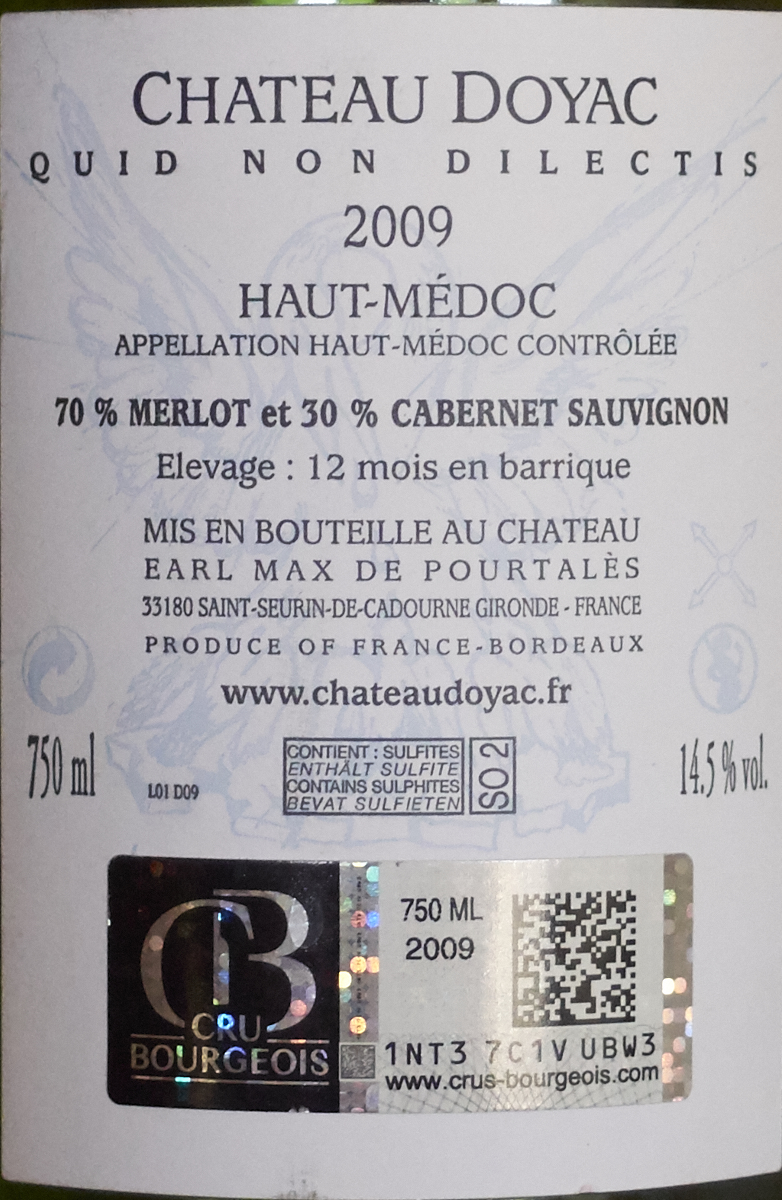 CHATEAU DOYAC
QUID NON DILECTIS
2009
HAUT-MÉDOC
APPELLATION HAUT-MÉDOC CONTRÔLÉE
70 % MERLOT et 30 % CABERNET SAUVIGNON
Elevage : 12 mois en barrique
MIS EN BOUTEILLE AU CHATEAU
EARL MAX DE POURTALÈS
33180 SAINT-SEURIN-DE-CADOURNE GIRONDE - FRANCE
PRODUCE OF FRANCE-BORDEAUX
www.chateaudoyac.fr
750 ml
L01 D09
CONTIENT : SULFITES
ENTHÄLT SULFITE
CONTAINS SULPHITES
BEVAT SULFIETEN
SO 2
14.5 % vol.
CB
CRU
BOURGEOIS
750 ML
2009
1NT3 7C1V UBW3
www.crus-bourgeois.com